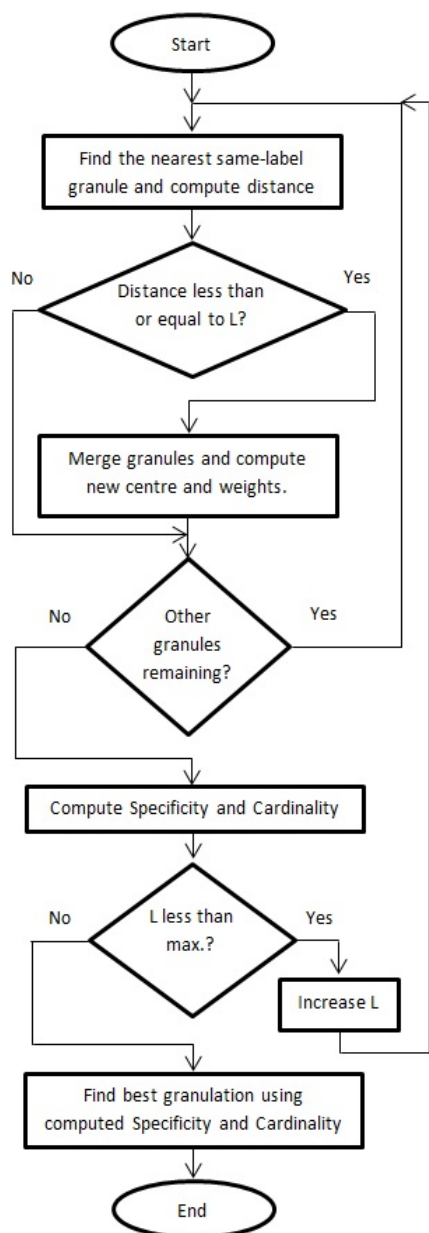 Start
Find the nearest same-label
granule and compute distance
No
Yes
Distance less than
or equal to L?
Merge granules and compute
new centre and weights.
No
Yes
Other
granules
remaining?
Compute Specificity and Cardinality
No
Yes
L less than
max.?
Increase L
Find best granulation using
computed Specificity and Cardinality
End